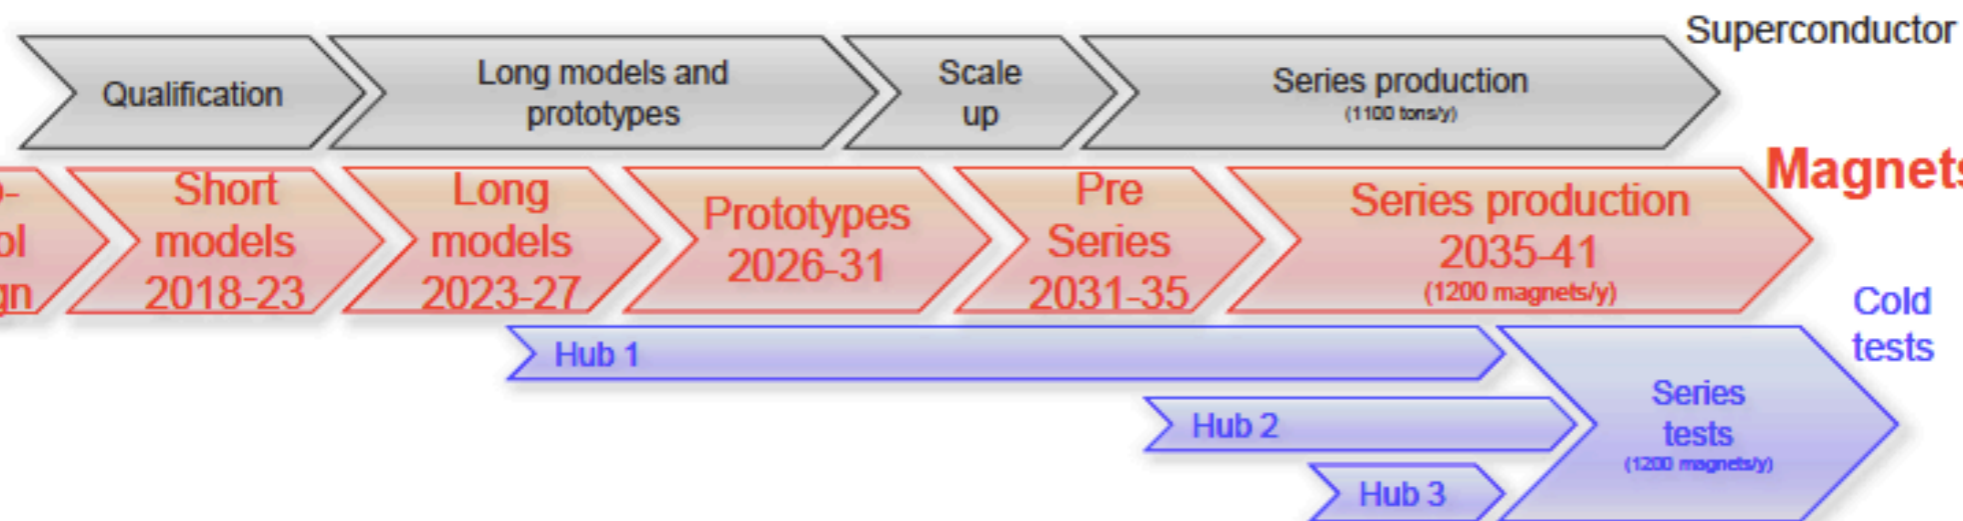 Superconductor
Qualification
Long models and
prototypes
Scale
up
Series production
(1100 tons/y)
Magnets
-
ol
gn
Short
models
2018-23
Long
models
2023-27
Prototypes
2026-31
Pre
Series
2031-35
Series production
2035-41
(1200 magnets/y)
Cold
tests
Hub 1
Hub 2
Hub 3
Series
tests
(1200 magnets/y)